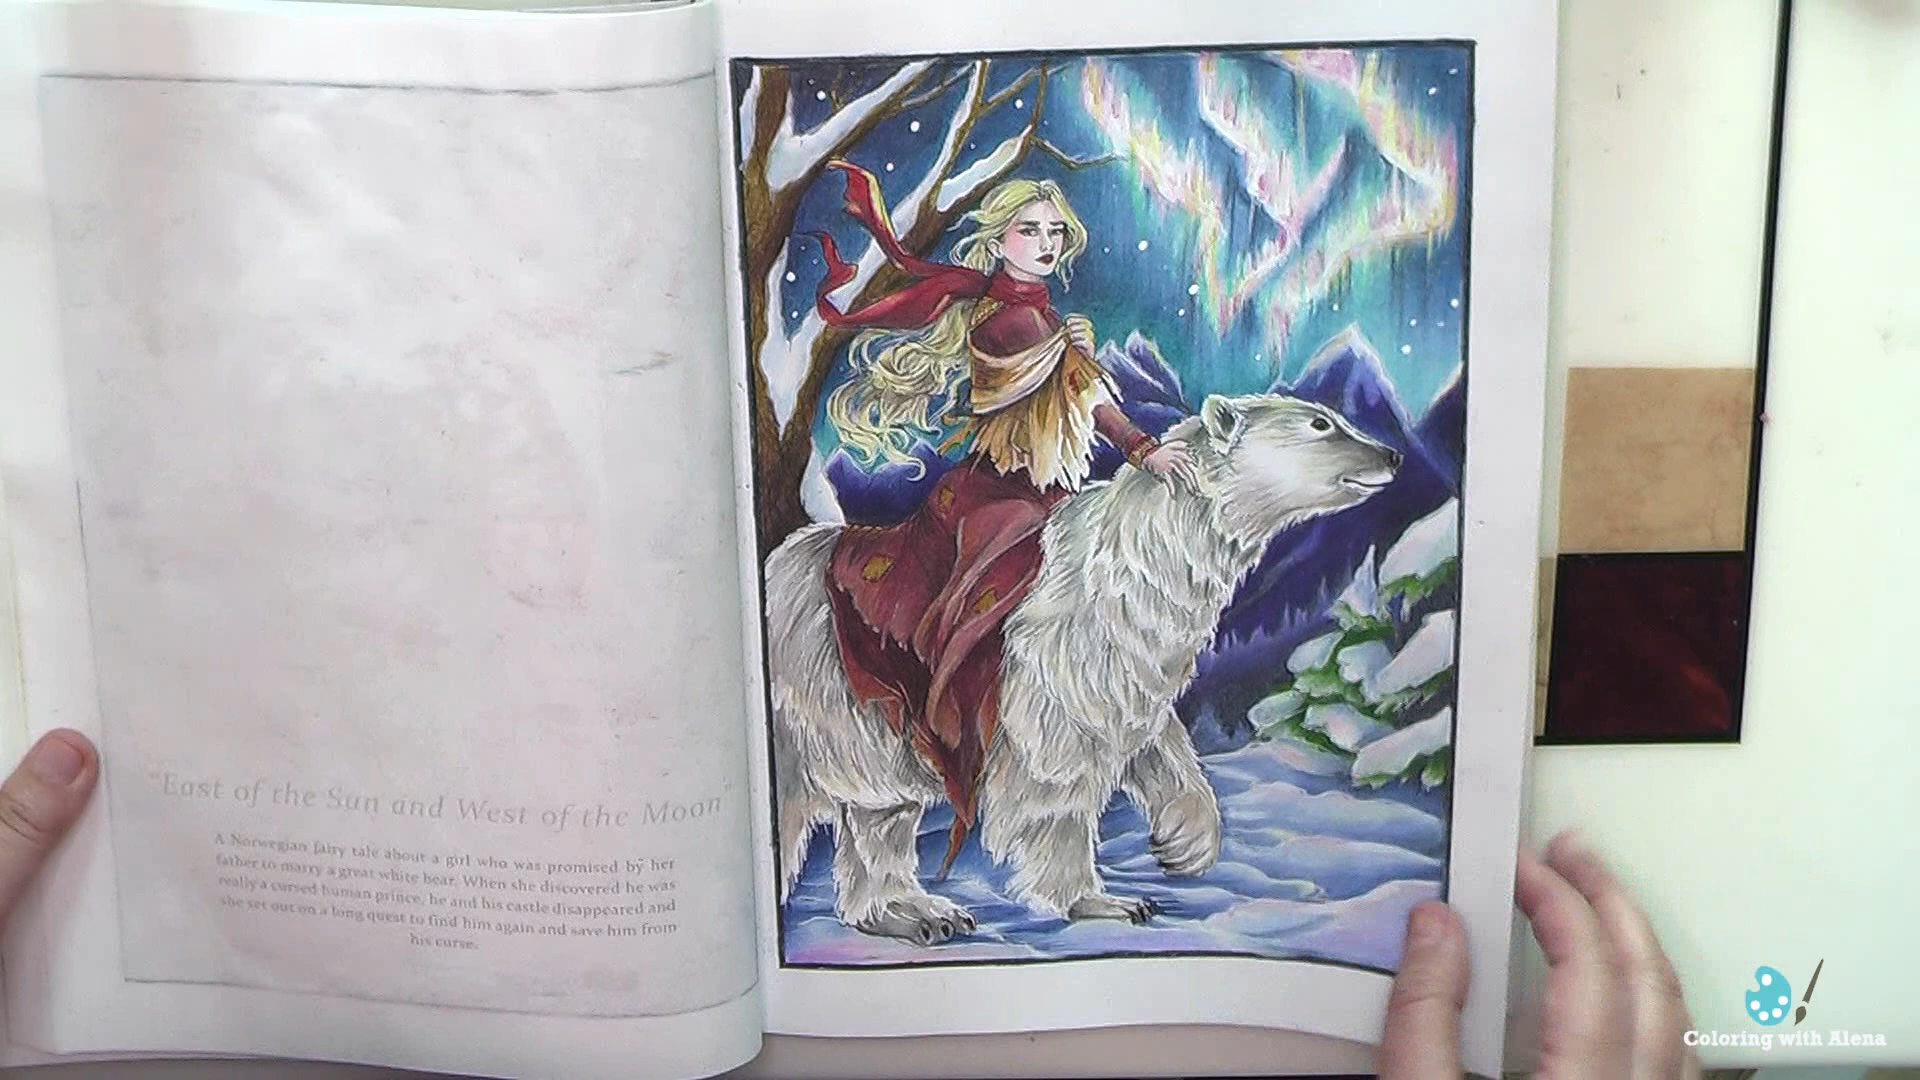 "East of the Sun and West of the Moon"
A Norwegian fairy tale about a girl who was promised by her
father to marry a great white bear. When she discovered he was
really a cursed human prince, he and his castle disappeared and
she set out on a long quest to find him again and save him from
his curse.
Coloring with Alena